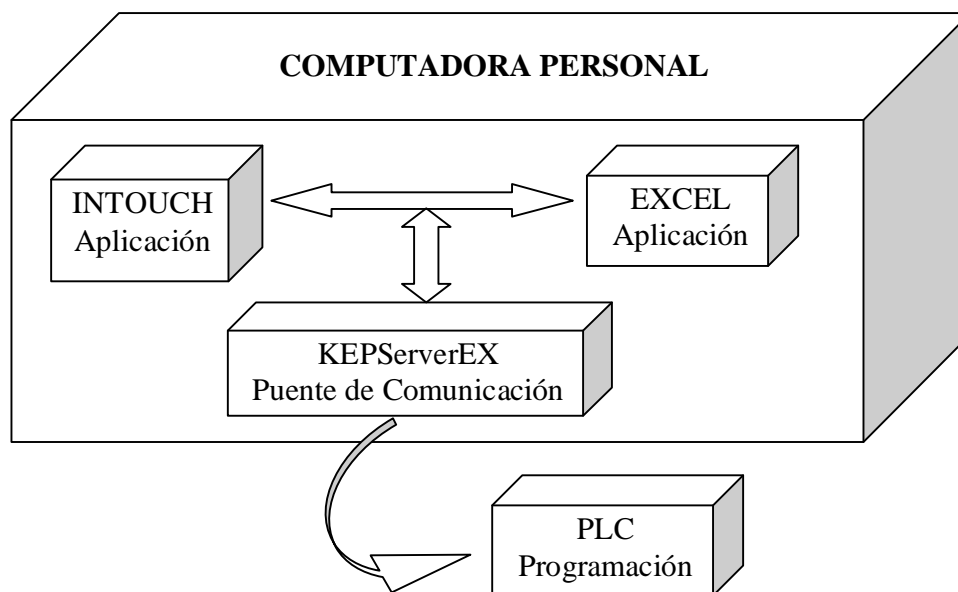 COMPUTADORA PERSONAL
INTOUCH
Aplicación
EXCEL
Aplicación
KEPServerEX
Puente de Comunicación
PLC
Programación